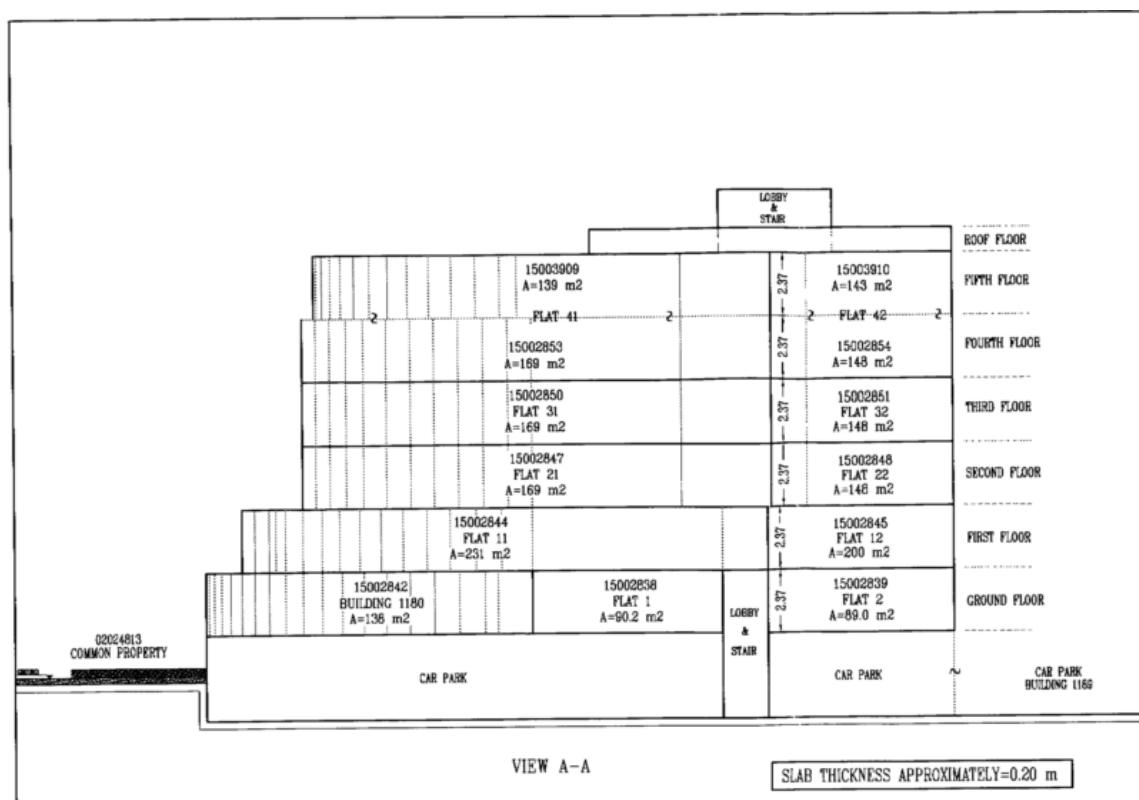 LOBBY
&
STAIR
ROOF FLOOR
15003909
A=139 m2
2.37
15003910
A=143 m2
FIFTH FLOOR
FLAT 41
FLAT 42
15002853
A=169 m2
2.37
15002854
A=148 m2
FOURTH FLOOR
15002850
FLAT 31
A=169 m2
2.37
15002851
FLAT 32
A=148 m2
THIRD FLOOR
15002847
FLAT 21
A=169 m2
2.37
15002848
FLAT 22
A=148 m2
SECOND FLOOR
15002844
FLAT 11
A=231 m2
2.37
15002845
FLAT 12
A=200 m2
FIRST FLOOR
15002842
BUILDING 1180
A=138 m2
15002838
FLAT 1
A=90.2 m2
2.37
15002839
FLAT 2
A=89.0 m2
GROUND FLOOR
LOBBY
&
STAIR
02024813
COMMON PROPERTY
CAR PARK
CAR PARK
CAR PARK
BUILDING 1189
VIEW A-A
SLAB THICKNESS APPROXIMATELY=0.20 m